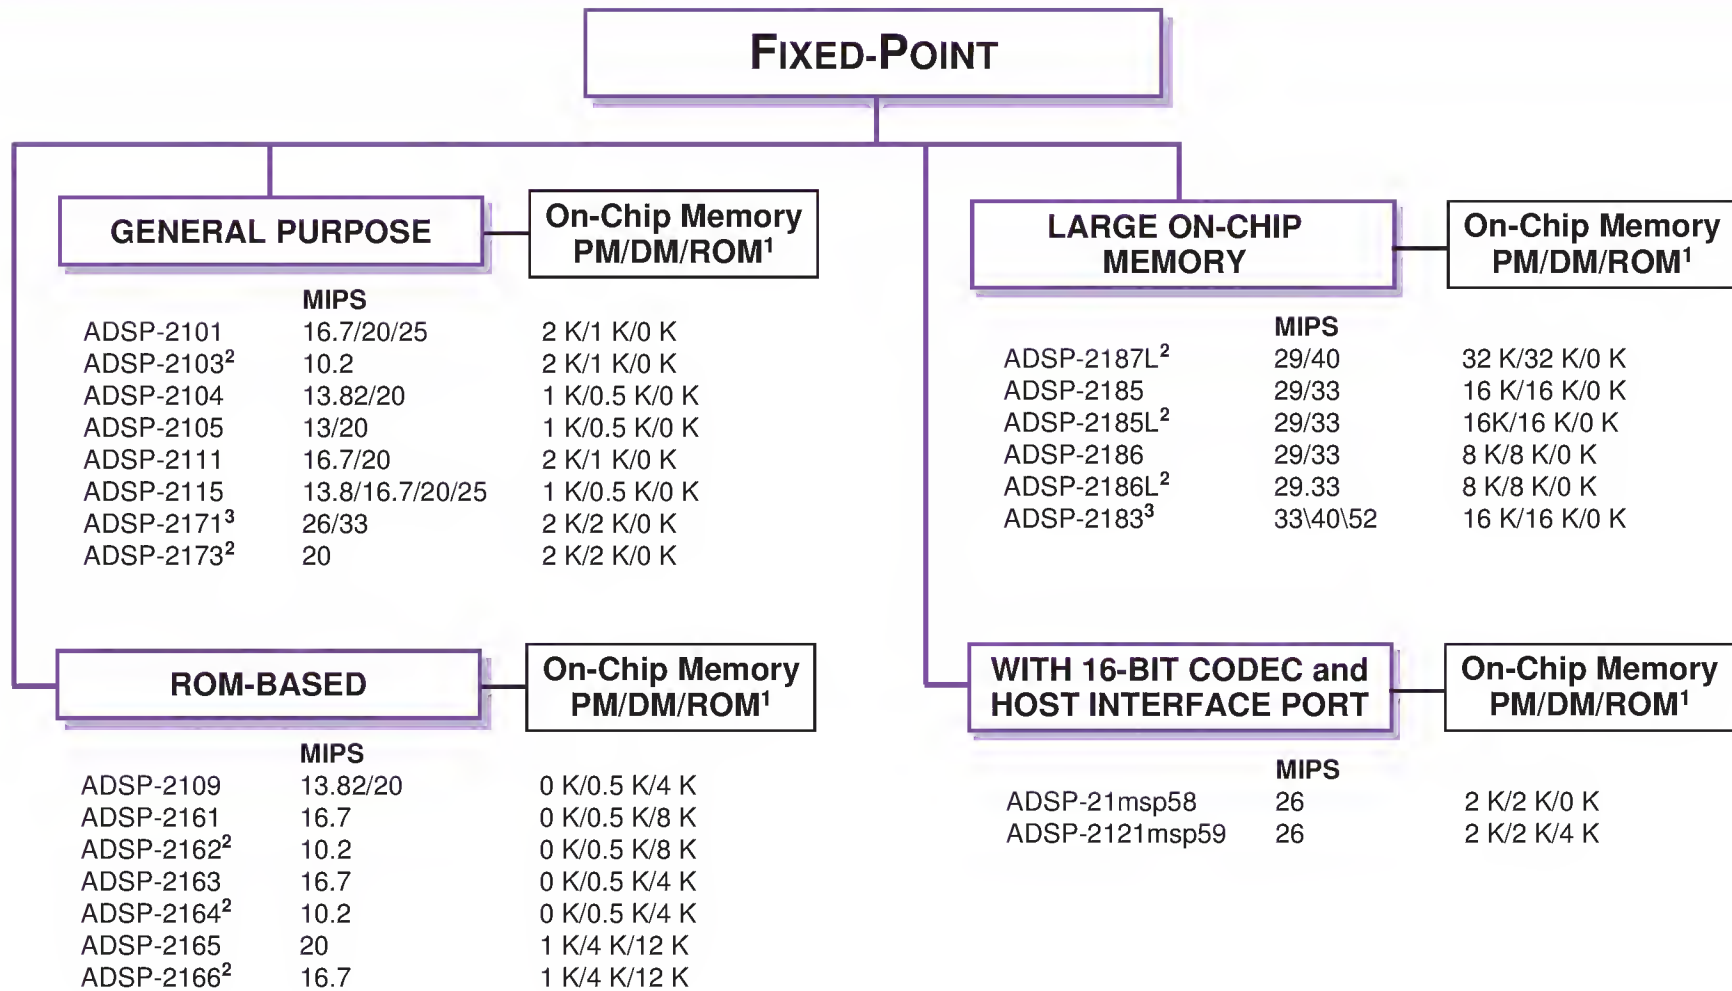 FIXED-POINT
GENERAL PURPOSE
On-Chip Memory
PM/DM/ROM¹
MIPS
ADSP-2101 16.7/20/25 2 K/1 K/0 K
ADSP-2103² 10.2 2 K/1 K/0 K
ADSP-2104 13.82/20 1 K/0.5 K/0 K
ADSP-2105 13/20 1 K/0.5 K/0 K
ADSP-2111 16.7/20 2 K/1 K/0 K
ADSP-2115 13.8/16.7/20/25 1 K/0.5 K/0 K
ADSP-2171³ 26/33 2 K/2 K/0 K
ADSP-2173² 20 2 K/2 K/0 K
LARGE ON-CHIP
MEMORY
On-Chip Memory
PM/DM/ROM¹
MIPS
ADSP-2187L² 29/40 32 K/32 K/0 K
ADSP-2185 29/33 16 K/16 K/0 K
ADSP-2185L² 29/33 16K/16 K/0 K
ADSP-2186 29/33 8 K/8 K/0 K
ADSP-2186L² 29.33 8 K/8 K/0 K
ADSP-2183³ 33\40\52 16 K/16 K/0 K
ROM-BASED
On-Chip Memory
PM/DM/ROM¹
MIPS
ADSP-2109 13.82/20 0 K/0.5 K/4 K
ADSP-2161 16.7 0 K/0.5 K/8 K
ADSP-2162² 10.2 0 K/0.5 K/8 K
ADSP-2163 16.7 0 K/0.5 K/4 K
ADSP-2164² 10.2 0 K/0.5 K/4 K
ADSP-2165 20 1 K/4 K/12 K
ADSP-2166² 16.7 1 K/4 K/12 K
WITH 16-BIT CODEC and
HOST INTERFACE PORT
On-Chip Memory
PM/DM/ROM¹
MIPS
ADSP-21msp58 26 2 K/2 K/0 K
ADSP-2121msp59 26 2 K/2 K/4 K